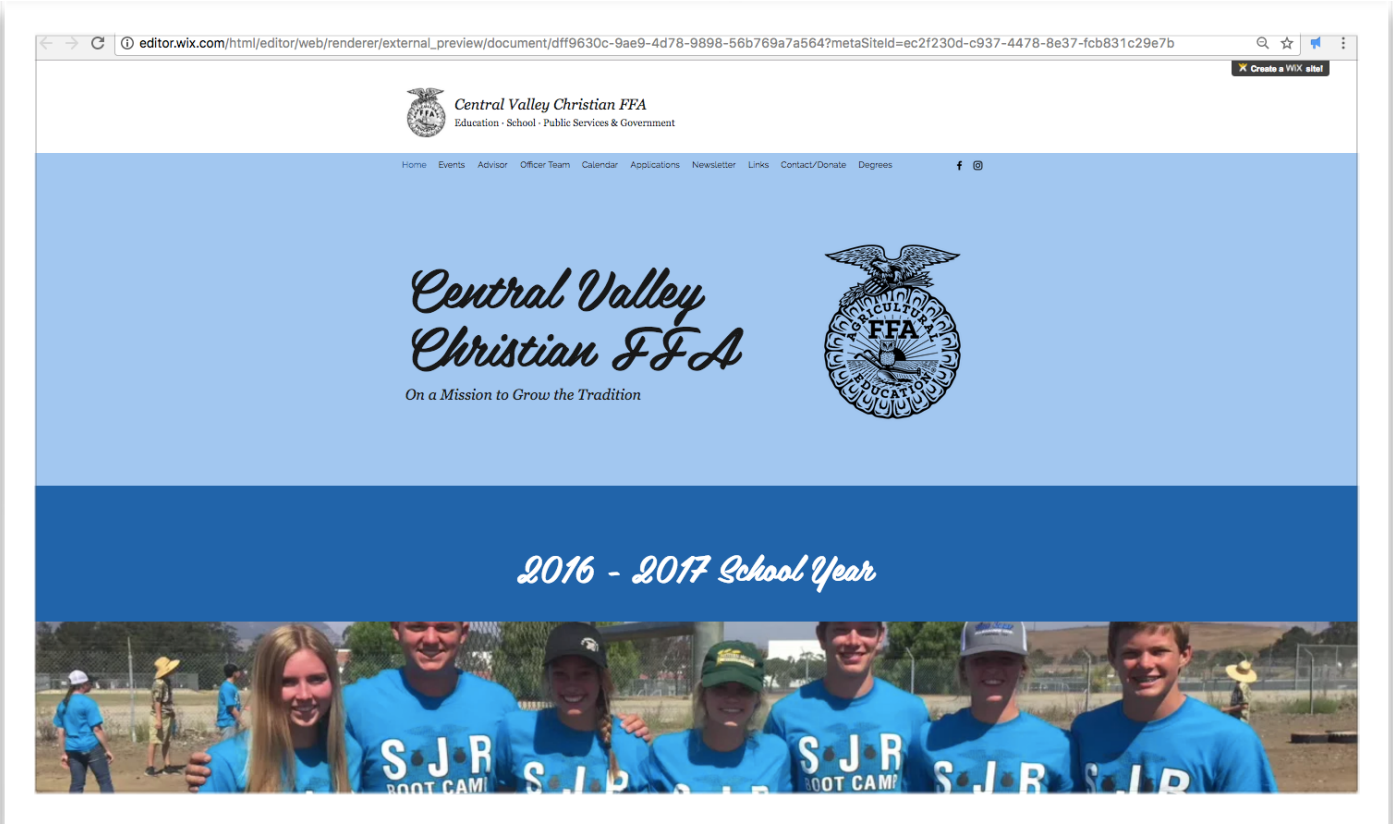 editor.wix.com/html/editor/web/renderer/external_preview/document/dff9630c-9ae9-4d78-9898-56b769a7a564?metaSiteId=ec2f230d-c937-4478-8e37-fcb831c29e7b
Create a WiX site!
Central Valley Christian FFA
Education - School - Public Services & Government
Home Events Advisor Officer Team Calendar Applications Newsletter Links Contact/Donate Degrees
Central Valley
Christian FFA
On a Mission to Grow the Tradition
AGRICULTURAL
FFA
EDUCATION
2016 - 2017 School Year
S J R
BOOT CAMP
S J R
S J R
BOOT CAMP
S J R
S J R